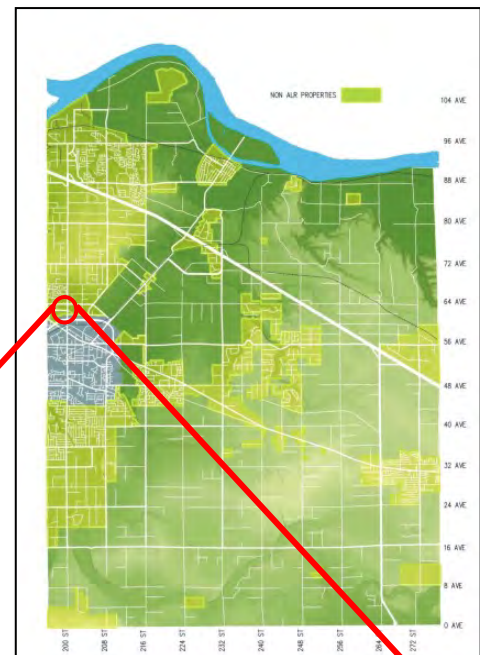 NON ALR PROPERTIES
104 AVE
96 AVE
88 AVE
80 AVE
72 AVE
64 AVE
56 AVE
48 AVE
40 AVE
32 AVE
24 AVE
16 AVE
8 AVE
0 AVE
200 ST
208 ST
216 ST
224 ST
232 ST
240 ST
248 ST
256 ST
264
272 ST